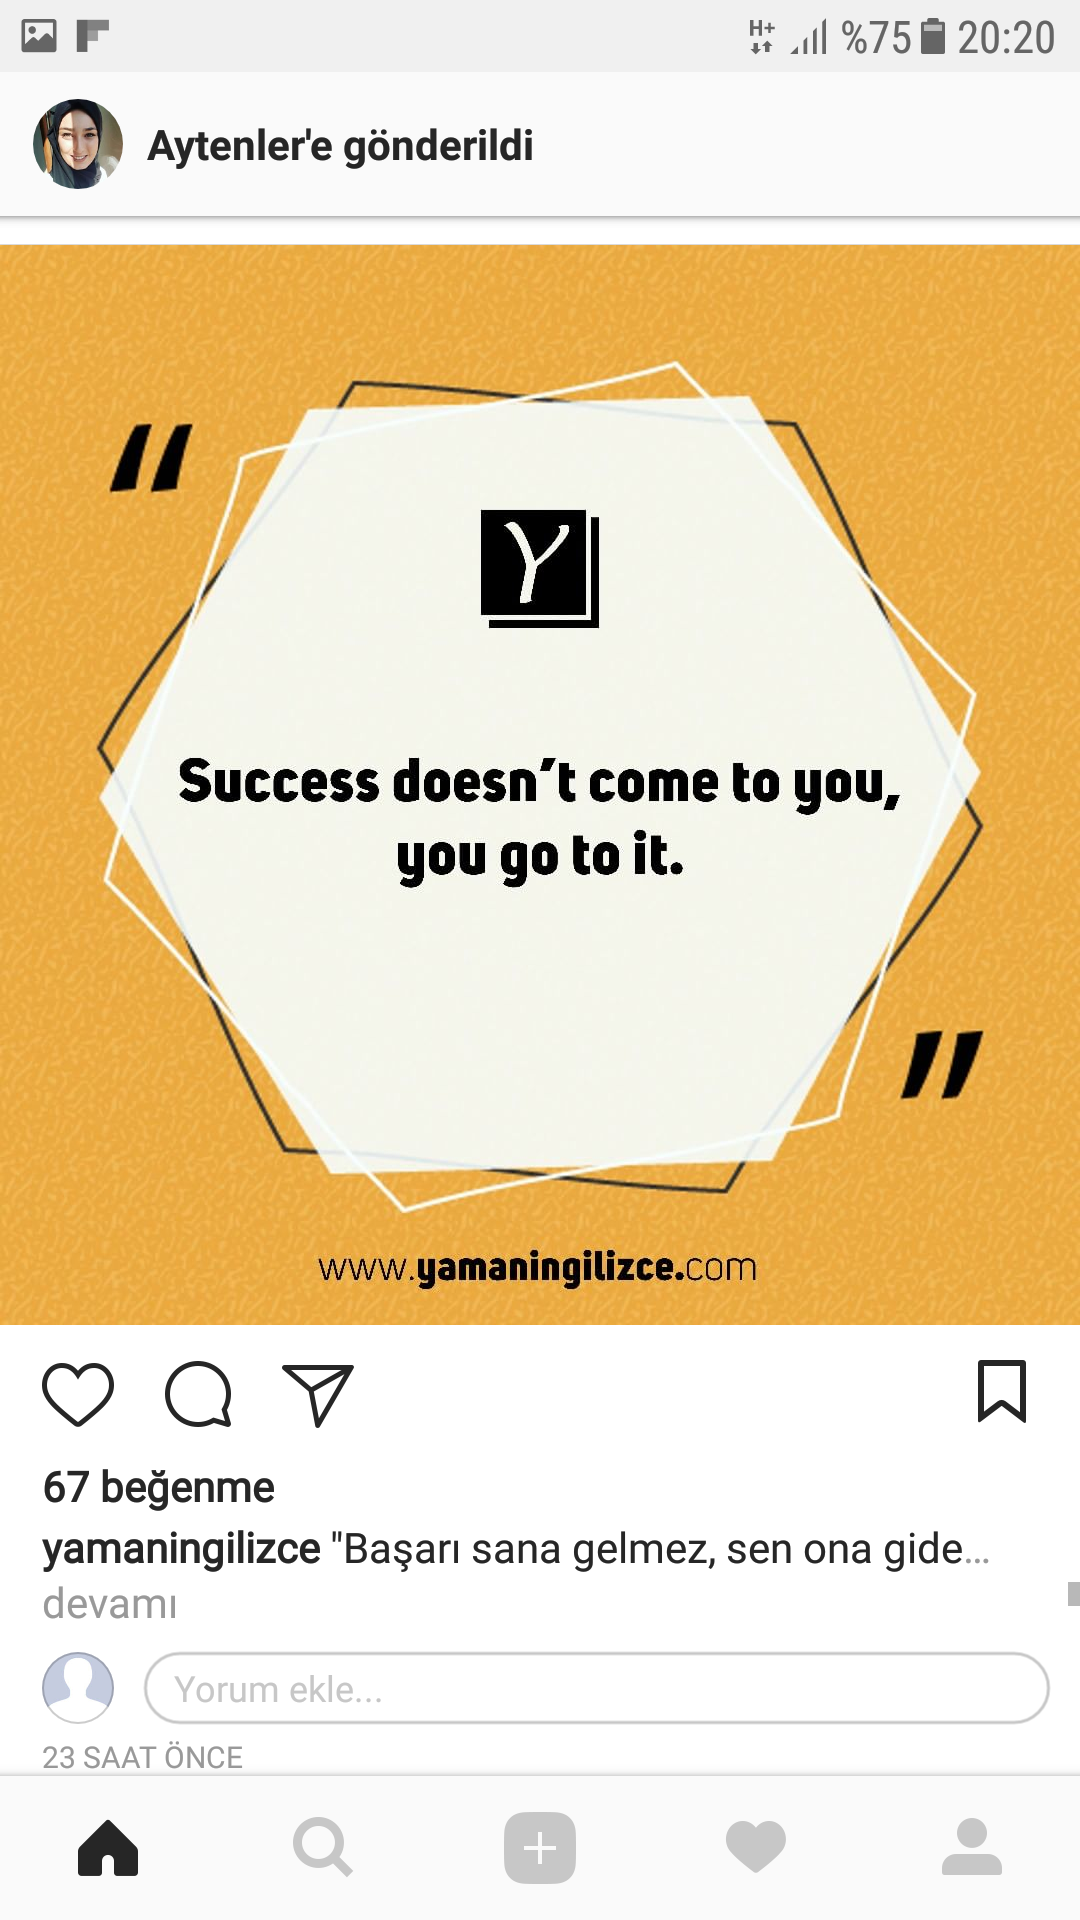 H+ %75 20:20
Aytenler'e gönderildi
“
Y
Success doesn't come to you,
you go to it.
”
www.yamaningilizce.com
67 beğenme
yamaningilizce "Başarı sana gelmez, sen ona gide...
devamı
Yorum ekle...
23 SAAT ÖNCE